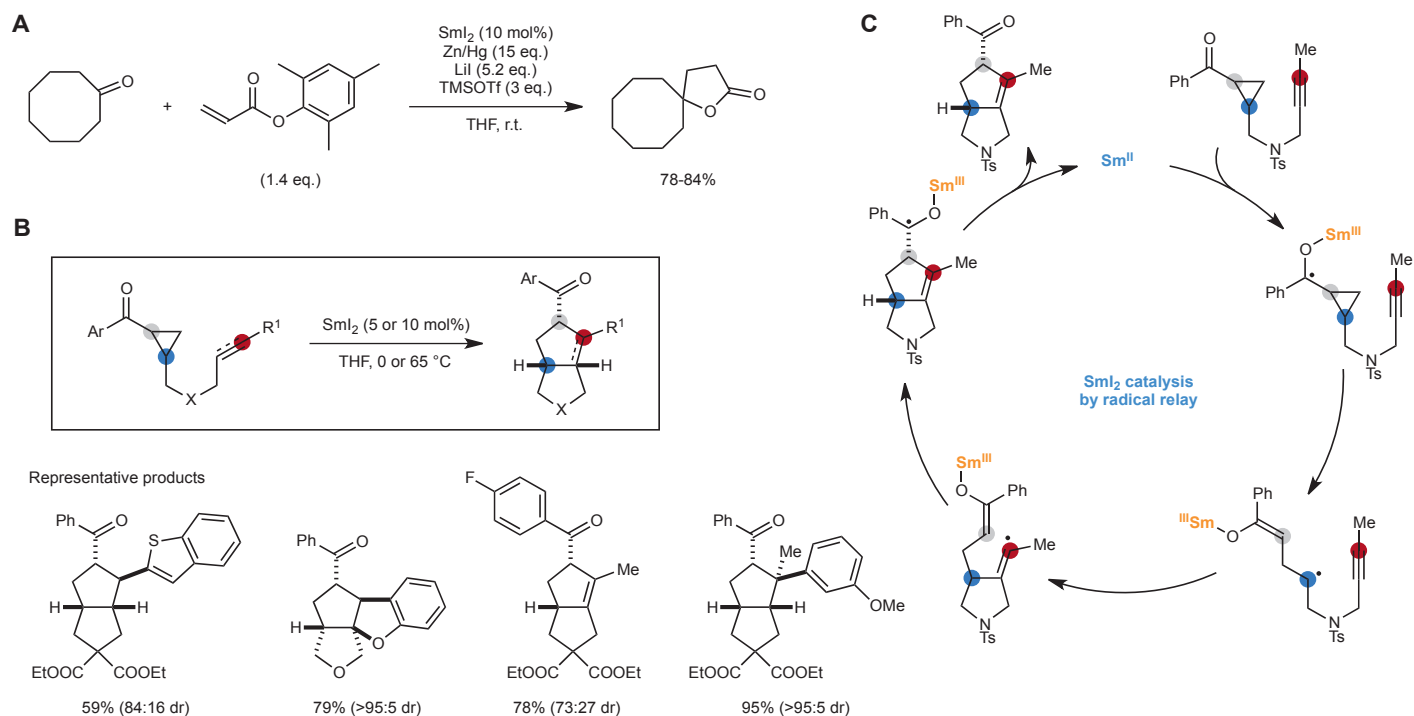 A
O
+
O
O
(1.4 eq.)
SmI₂ (10 mol%)
Zn/Hg (15 eq.)
LiI (5.2 eq.)
TMSOTf (3 eq.)
THF, r.t.
O
O
78-84%
B
O
Ar
R¹
X
SmI₂ (5 or 10 mol%)
THF, 0 or 65 °C
Ar
O
R¹
H
H
X
Representative products
Ph
O
S
H
H
EtOOC
COOEt
59% (84:16 dr)
Ph
O
H
O
O
79% (>95:5 dr)
F
O
Me
H
EtOOC
COOEt
78% (73:27 dr)
Ph
O
Me
OMe
H
H
EtOOC
COOEt
95% (>95:5 dr)
C
Ph
O
Me
H
N
Ts
Smᴵᴵ
O
Ph
Me
N
Ts
Smᴵᴵᴵ
O
Ph
Me
N
Ts
Ph
ᴵᴵᴵSm
O
Me
N
Ts
Smᴵᴵᴵ
O
Ph
Me
N
Ts
Smᴵᴵᴵ
Ph
O
Me
H
N
Ts
SmI₂ catalysis
by radical relay